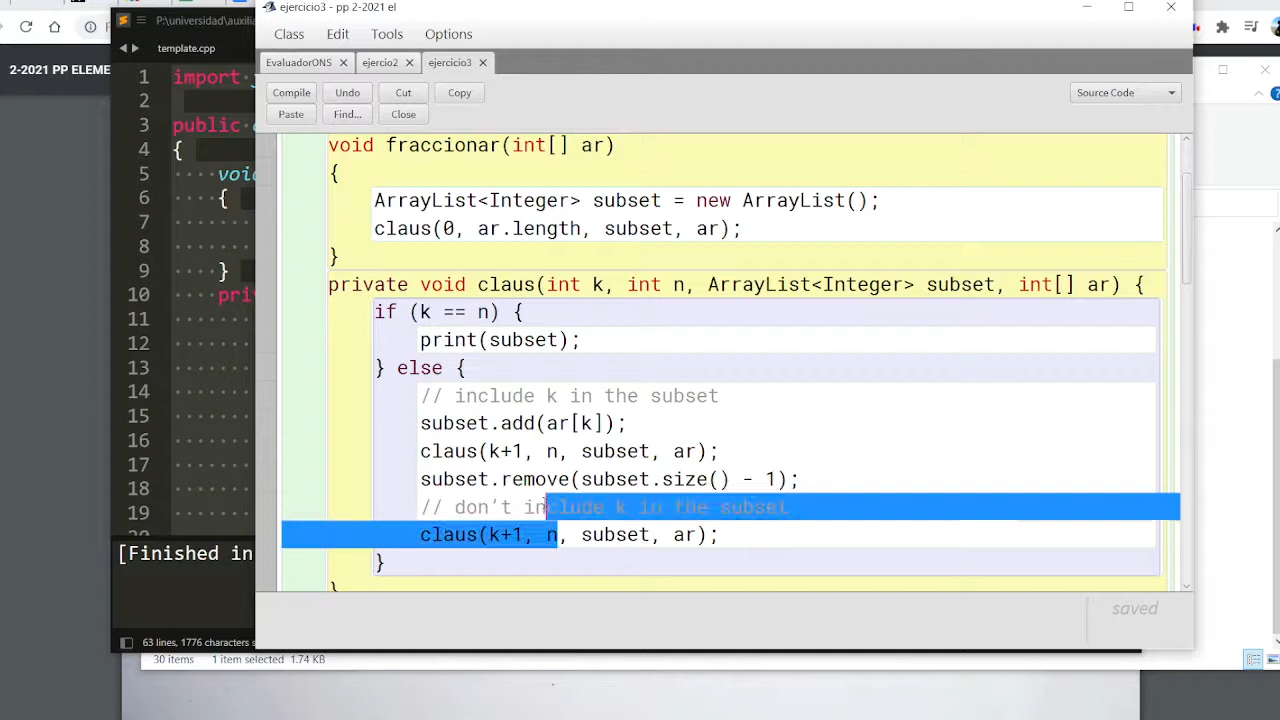 ejercicio3 - pp 2-2021 el
P:\universidad\auxilia
2-2021 PP ELEME
template.cpp
1 import
2
3 public
4 {
5 void
6 {
7
8
9 }
10 priv
11
12
13
14
15
16
17
18
19
[Finished in
63 lines, 1776 characters s
Class Edit Tools Options
EvaluadorONS ejercio2 ejercicio3
Compile Undo Cut Copy Source Code
Paste Find... Close
void fraccionar(int[] ar)
{
ArrayList<Integer> subset = new ArrayList();
claus(0, ar.length, subset, ar);
}
private void claus(int k, int n, ArrayList<Integer> subset, int[] ar) {
if (k == n) {
print(subset);
} else {
// include k in the subset
subset.add(ar[k]);
claus(k+1, n, subset, ar);
subset.remove(subset.size() - 1);
// don't include k in the subset
claus(k+1, n, subset, ar);
}
}
saved
30 items 1 item selected 1.74 KB